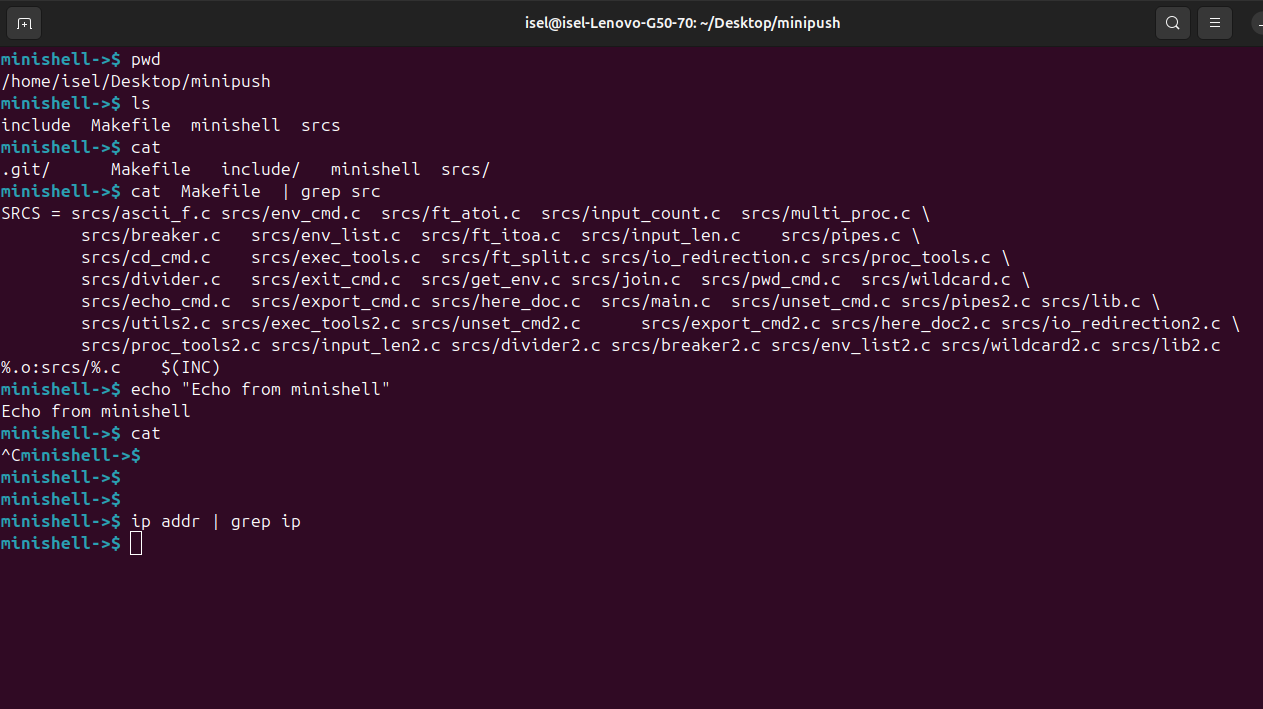 isel@isel-Lenovo-G50-70: ~/Desktop/minipush
minishell->$ pwd
/home/isel/Desktop/minipush
minishell->$ ls
include  Makefile  minishell  srcs
minishell->$ cat
.git/      Makefile   include/   minishell  srcs/
minishell->$ cat  Makefile  | grep src
SRCS = srcs/ascii_f.c srcs/env_cmd.c  srcs/ft_atoi.c  srcs/input_count.c  srcs/multi_proc.c \
        srcs/breaker.c   srcs/env_list.c  srcs/ft_itoa.c  srcs/input_len.c    srcs/pipes.c \
        srcs/cd_cmd.c    srcs/exec_tools.c  srcs/ft_split.c srcs/io_redirection.c srcs/proc_tools.c \
        srcs/divider.c   srcs/exit_cmd.c  srcs/get_env.c srcs/join.c  srcs/pwd_cmd.c  srcs/wildcard.c \
        srcs/echo_cmd.c  srcs/export_cmd.c srcs/here_doc.c  srcs/main.c  srcs/unset_cmd.c srcs/pipes2.c srcs/lib.c \
        srcs/utils2.c srcs/exec_tools2.c srcs/unset_cmd2.c      srcs/export_cmd2.c srcs/here_doc2.c srcs/io_redirection2.c \
        srcs/proc_tools2.c srcs/input_len2.c srcs/divider2.c srcs/breaker2.c srcs/env_list2.c srcs/wildcard2.c srcs/lib2.c
%.o:srcs/%.c    $(INC)
minishell->$ echo "Echo from minishell"
Echo from minishell
minishell->$ cat
^Cminishell->$
minishell->$
minishell->$
minishell->$ ip addr | grep ip
minishell->$